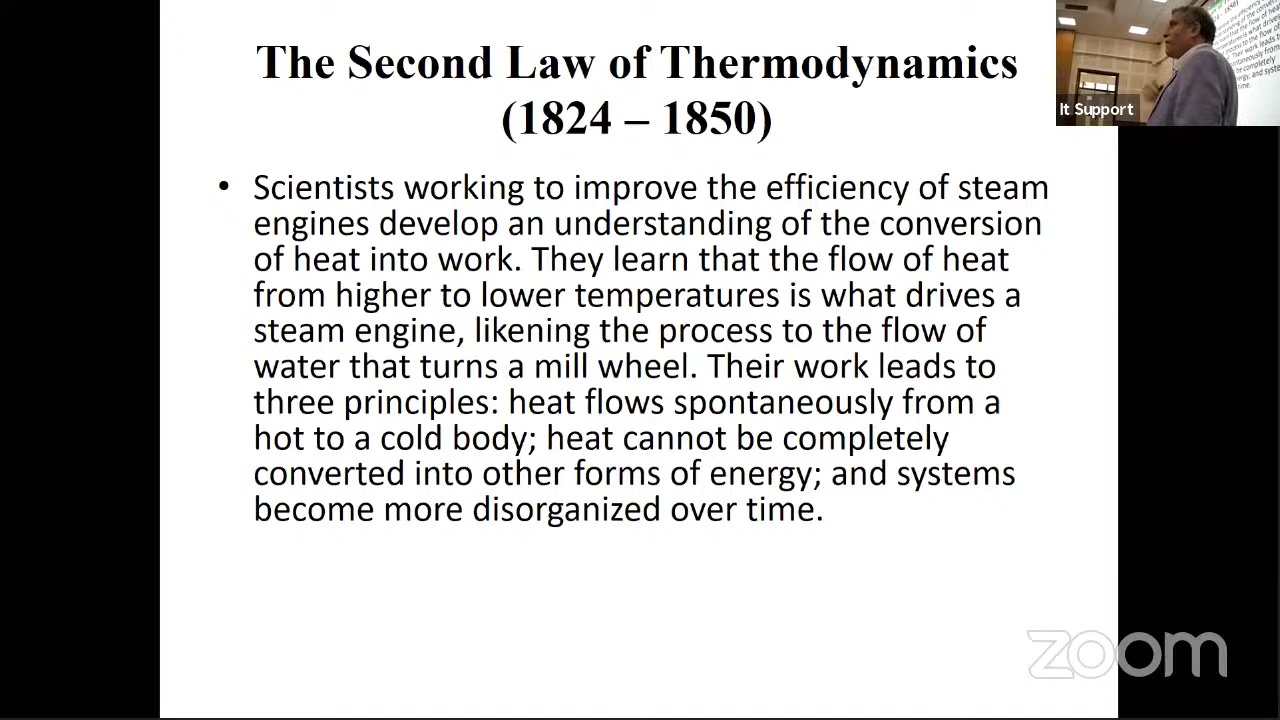 The Second Law of Thermodynamics
(1824 – 1850)
• Scientists working to improve the efficiency of steam
engines develop an understanding of the conversion
of heat into work. They learn that the flow of heat
from higher to lower temperatures is what drives a
steam engine, likening the process to the flow of
water that turns a mill wheel. Their work leads to
three principles: heat flows spontaneously from a
hot to a cold body; heat cannot be completely
converted into other forms of energy; and systems
become more disorganized over time.
It Support
zoom